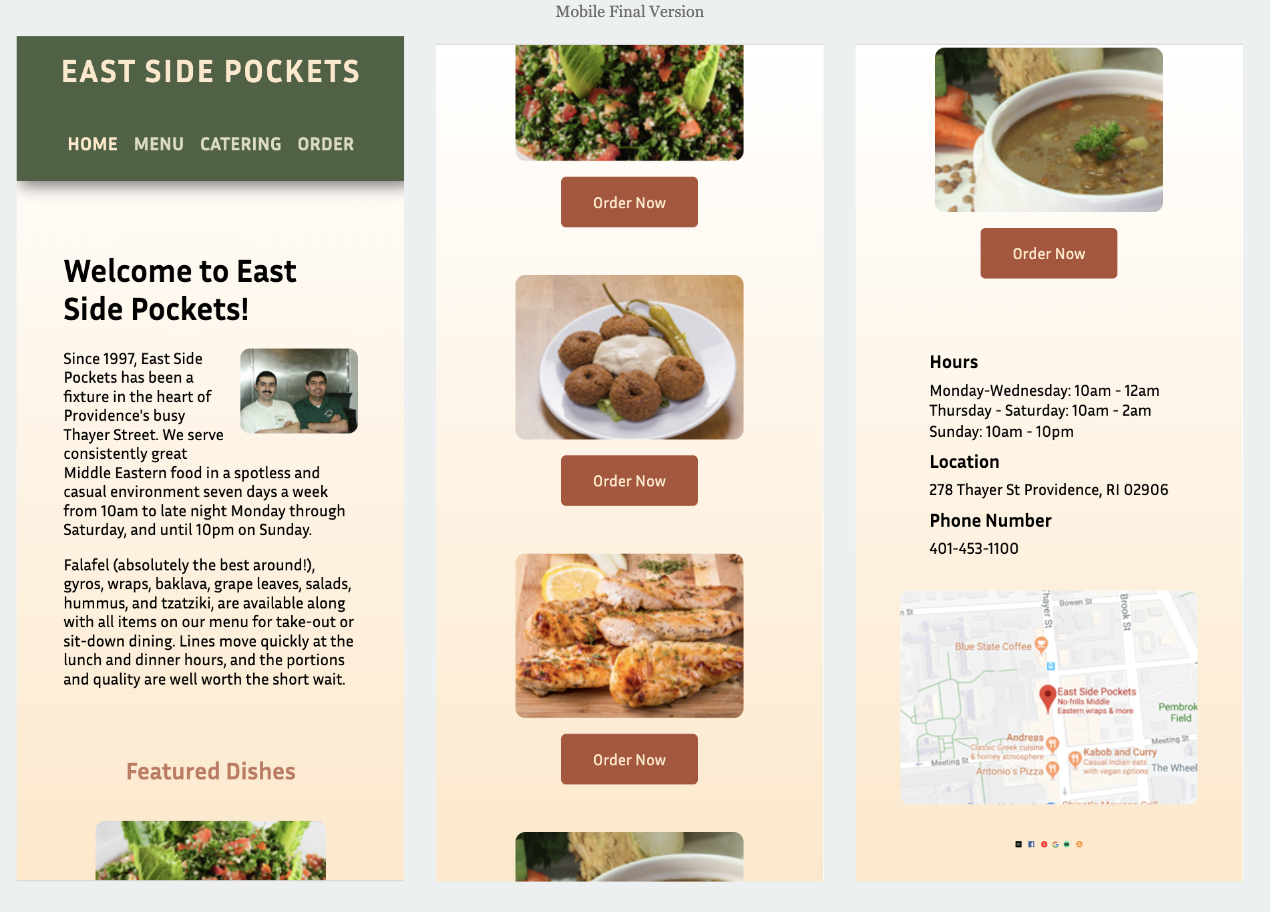 Mobile Final Version
EAST SIDE POCKETS
HOME MENU CATERING ORDER
Welcome to East
Side Pockets!
Since 1997, East Side
Pockets has been a
fixture in the heart of
Providence's busy
Thayer Street. We serve
consistently great
Middle Eastern food in a spotless and
casual environment seven days a week
from 10am to late night Monday through
Saturday, and until 10pm on Sunday.
Falafel (absolutely the best around!),
gyros, wraps, baklava, grape leaves, salads,
hummus, and tzatziki, are available along
with all items on our menu for take-out or
sit-down dining. Lines move quickly at the
lunch and dinner hours, and the portions
and quality are well worth the short wait.
Featured Dishes
Order Now
Order Now
Order Now
Order Now
Hours
Monday-Wednesday: 10am - 12am
Thursday - Saturday: 10am - 2am
Sunday: 10am - 10pm
Location
278 Thayer St Providence, RI 02906
Phone Number
401-453-1100
en St
Thayer St
Bowen St
Brook St
Blue State Coffee
East Side Pockets
No-frills Middle
Eastern wraps & more
Pembrok
Field
Andreas
Classic Greek cuisine
& homey atmosphere
Meeting St
Kabob and Curry
Casual Indian eats
with vegan options
Meeting St
Antonio's Pizza
The Wheel